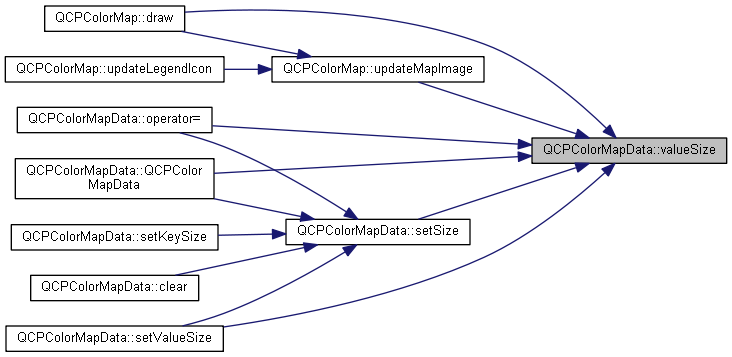 QCPColorMap::draw
QCPColorMap::updateLegendIcon
QCPColorMap::updateMapImage
QCPColorMapData::operator=
QCPColorMapData::valueSize
QCPColorMapData::QCPColor
MapData
QCPColorMapData::setKeySize
QCPColorMapData::setSize
QCPColorMapData::clear
QCPColorMapData::setValueSize